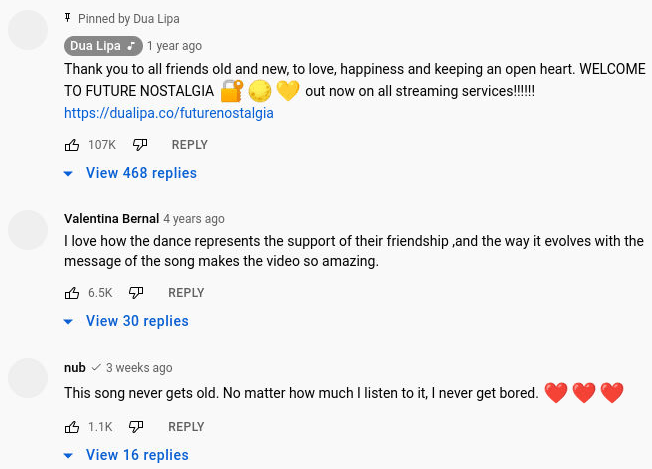 Pinned by Dua Lipa
Dua Lipa 1 year ago
Thank you to all friends old and new, to love, happiness and keeping an open heart. WELCOME
TO FUTURE NOSTALGIA 🔐🌕💛 out now on all streaming services!!!!!!
https://dualipa.co/futurenostalgia
107K REPLY
View 468 replies
Valentina Bernal 4 years ago
I love how the dance represents the support of their friendship ,and the way it evolves with the
message of the song makes the video so amazing.
6.5K REPLY
View 30 replies
nub 3 weeks ago
This song never gets old. No matter how much I listen to it, I never get bored. ❤️❤️❤️
1.1K REPLY
View 16 replies